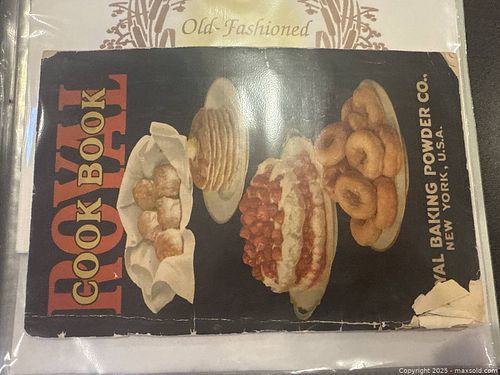 Old-Fashioned
ROYAL
COOK BOOK
YAL BAKING POWDER CO.,
NEW YORK, U.S.A.
Copyright 2025 - maxsold.com